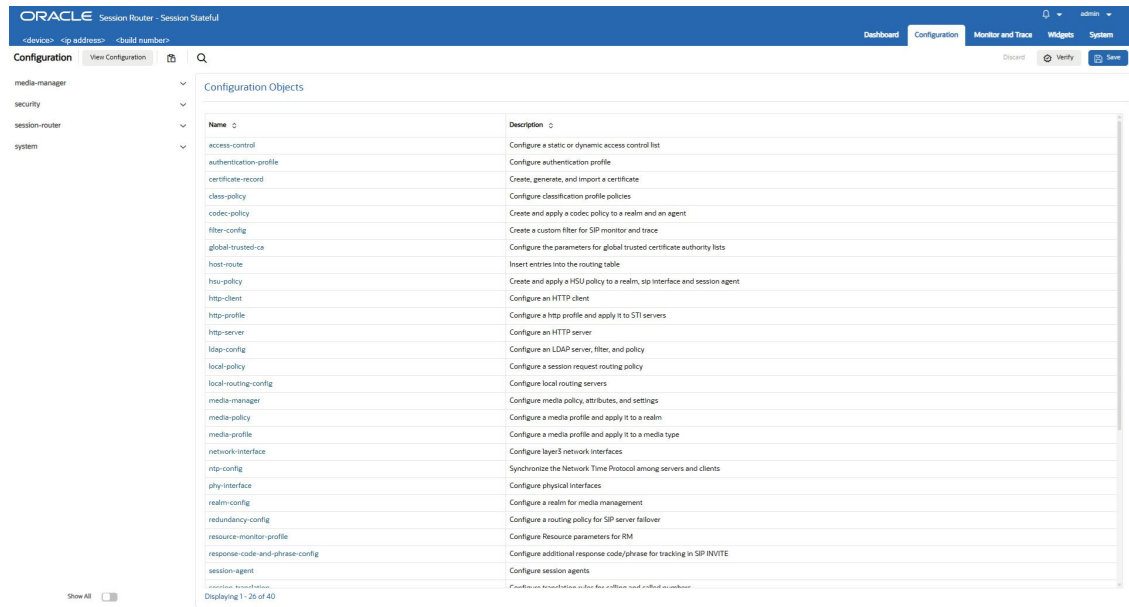 ORACLE Session Router - Session Stateful
admin
<device> <ip address> <build number>
Dashboard Configuration Monitor and Trace Widgets System
Configuration View Configuration Discard Verify Save
media-manager
security
session-router
system
Configuration Objects
Name Description
access-control Configure a static or dynamic access control list
authentication-profile Configure authentication profile
certificate-record Create, generate, and import a certificate
class-policy Configure classification profile policies
codec-policy Create and apply a codec policy to a realm and an agent
filter-config Create a custom filter for SIP monitor and trace
global-trusted-ca Configure the parameters for global trusted certificate authority lists
host-route Insert entries into the routing table
hsu-policy Create and apply a HSU policy to a realm, sip interface and session agent
http-client Configure an HTTP client
http-profile Configure a http profile and apply it to STI servers
http-server Configure an HTTP server
ldap-config Configure an LDAP server, filter, and policy
local-policy Configure a session request routing policy
local-routing-config Configure local routing servers
media-manager Configure media policy, attributes, and settings
media-policy Configure a media profile and apply it to a realm
media-profile Configure a media profile and apply it to a media type
network-interface Configure layer3 network interfaces
ntp-config Synchronize the Network Time Protocol among servers and clients
phy-interface Configure physical interfaces
realm-config Configure a realm for media management
redundancy-config Configure a routing policy for SIP server failover
resource-monitor-profile Configure Resource parameters for RM
response-code-and-phrase-config Configure additional response code/phrase for tracking in SIP INVITE
session-agent Configure session agents
session-translation Configure translation rules for calling and called numbers
Show All Displaying 1 - 26 of 40